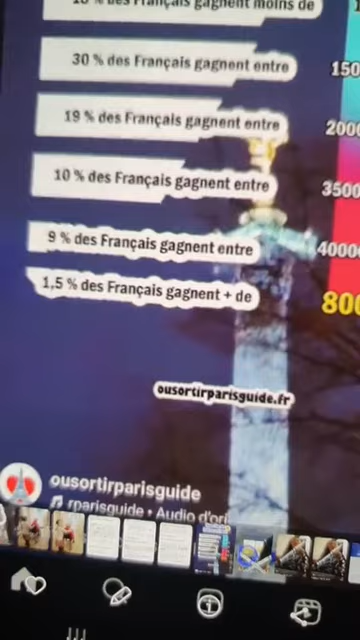 % des Français gagnent moins de
30 % des Français gagnent entre 150
19 % des Français gagnent entre 200
10 % des Français gagnent entre 3500
9 % des Français gagnent entre 4000
1,5 % des Français gagnent + de 800
ousortirparisguide.fr
ousortirparisguide
rparisguide • Audio d'ori